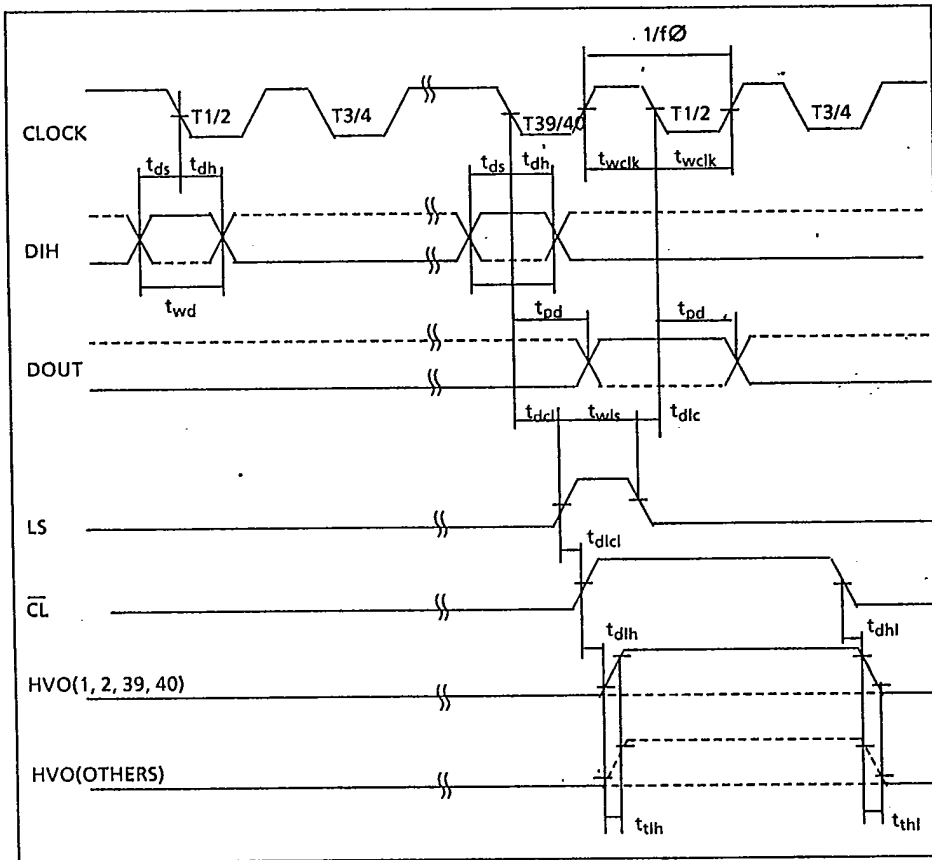 1/fØ
CLOCK T1/2 T3/4 T39/40 T1/2 T3/4
tds tdh tds tdh twclk twclk
DIH
twd
tpd tpd
DOUT
tdcl twls tdlc
LS
tdlcl
CL
tdlh tdhl
HVO(1, 2, 39, 40)
HVO(OTHERS)
ttlh tthl